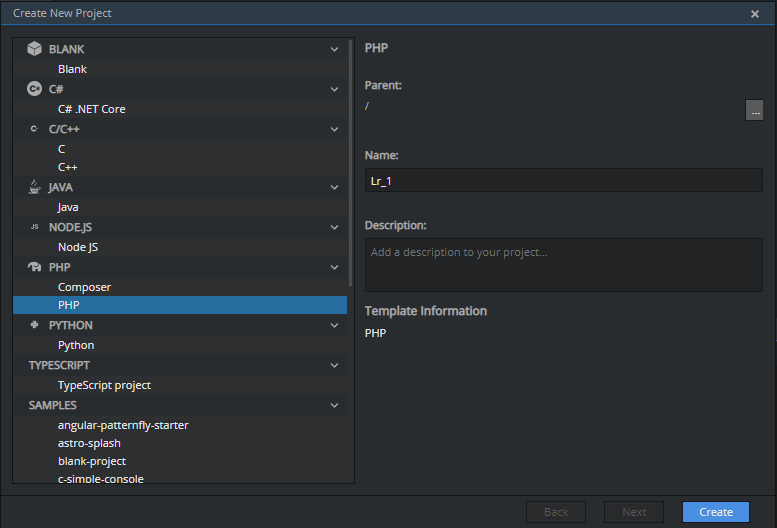 Create New Project
BLANK
Blank
C#
C# .NET Core
C/C++
C
C++
JAVA
Java
JS NODE.JS
Node JS
PHP
Composer
PHP
PYTHON
Python
TYPESCRIPT
TypeScript project
SAMPLES
angular-patternfly-starter
astro-splash
blank-project
c-simple-console
PHP
Parent:
/
...
Name:
Lr_1
Description:
Add a description to your project...
Template Information
PHP
Back
Next
Create